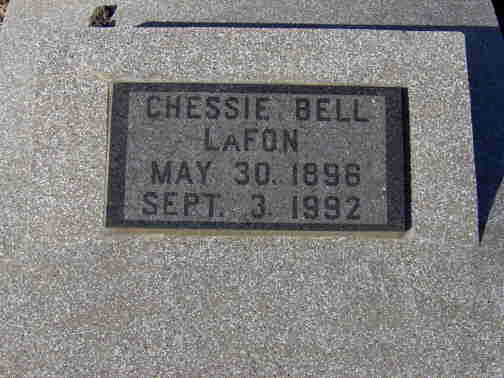 CHESSIE BELL
LAFON
MAY 30. 1896
SEPT. 3. 1992